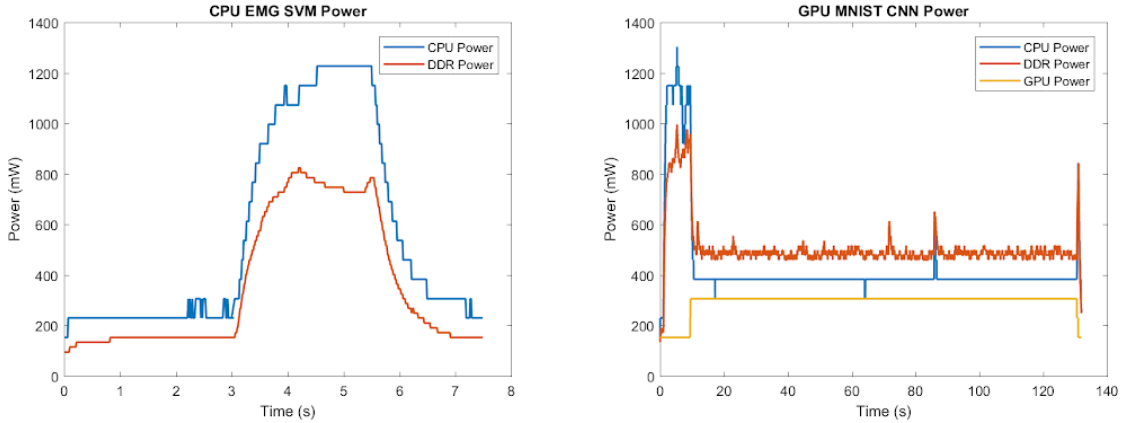 CPU EMG SVM Power
1400
1200
1000
800
600
400
200
0
Power (mW)
0 1 2 3 4 5 6 7 8
Time (s)
CPU Power
DDR Power
GPU MNIST CNN Power
1400
1200
1000
800
600
400
200
0
Power (mW)
0 20 40 60 80 100 120 140
Time (s)
CPU Power
DDR Power
GPU Power